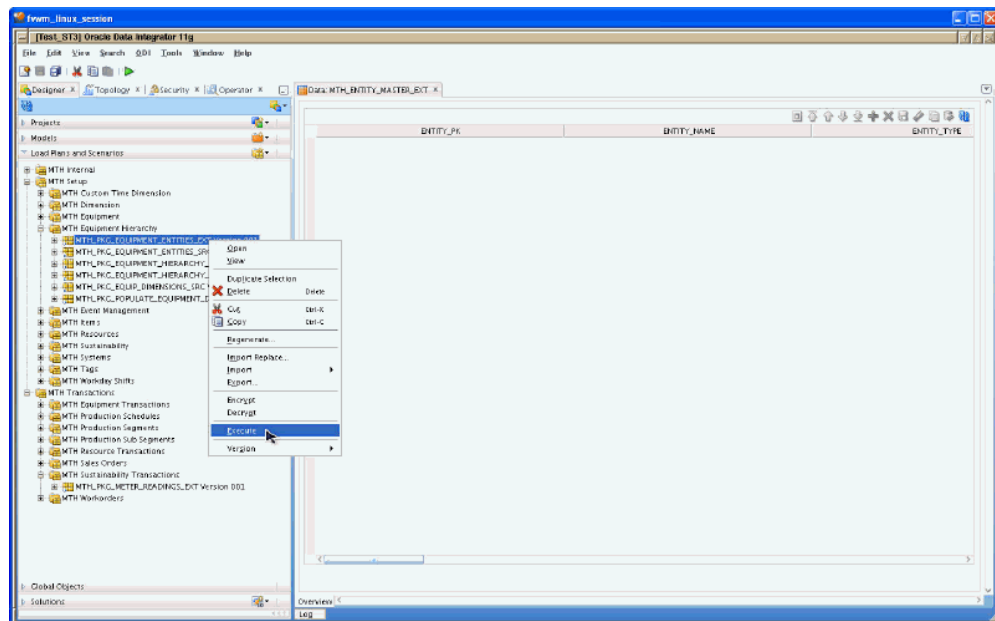 fvwm_linux_session
[Test_ST3] Oracle Data Integrator 11g
File Edit View Search ODI Tools Window Help
Designer Topology Security Operator
Data: MTH_ENTITY_MASTER_EXT
Projects
Models
Load Plans and Scenarios
ENTITY_PK ENTITY_NAME ENTITY_TYPE
MTH Internal
MTH Setup
MTH Custom Time Dimension
MTH Dimension
MTH Equipment
MTH Equipment Hierarchy
MTH_PKG_EQUIPMENT_ENTITIES_EXT Version 001
MTH_PKG_EQUIPMENT_ENTITIES_SRC
MTH_PKG_EQUIPMENT_HIERARCHY_
MTH_PKG_EQUIPMENT_HIERARCHY_
MTH_PKG_EQUIP_DIMENSIONS_SRC
MTH_PKG_POPULATE_EQUIPMENT_D
MTH Event Management
MTH Items
MTH Resources
MTH Sustainability
MTH Systems
MTH Tags
MTH Workday Shifts
MTH Transactions
MTH Equipment Transactions
MTH Production Schedules
MTH Production Segments
MTH Production Sub Segments
MTH Resource Transactions
MTH Sales Orders
MTH Sustainability Transactions
MTH_PKG_METER_READINGS_EXT Version 001
MTH Workorders
Open
View
Duplicate Selection
Delete Delete
Cut Ctrl-X
Copy Ctrl-C
Regenerate...
Import Replace...
Import
Export...
Encrypt
Decrypt
Execute
Version
Global Objects
Solutions
Overview
Log